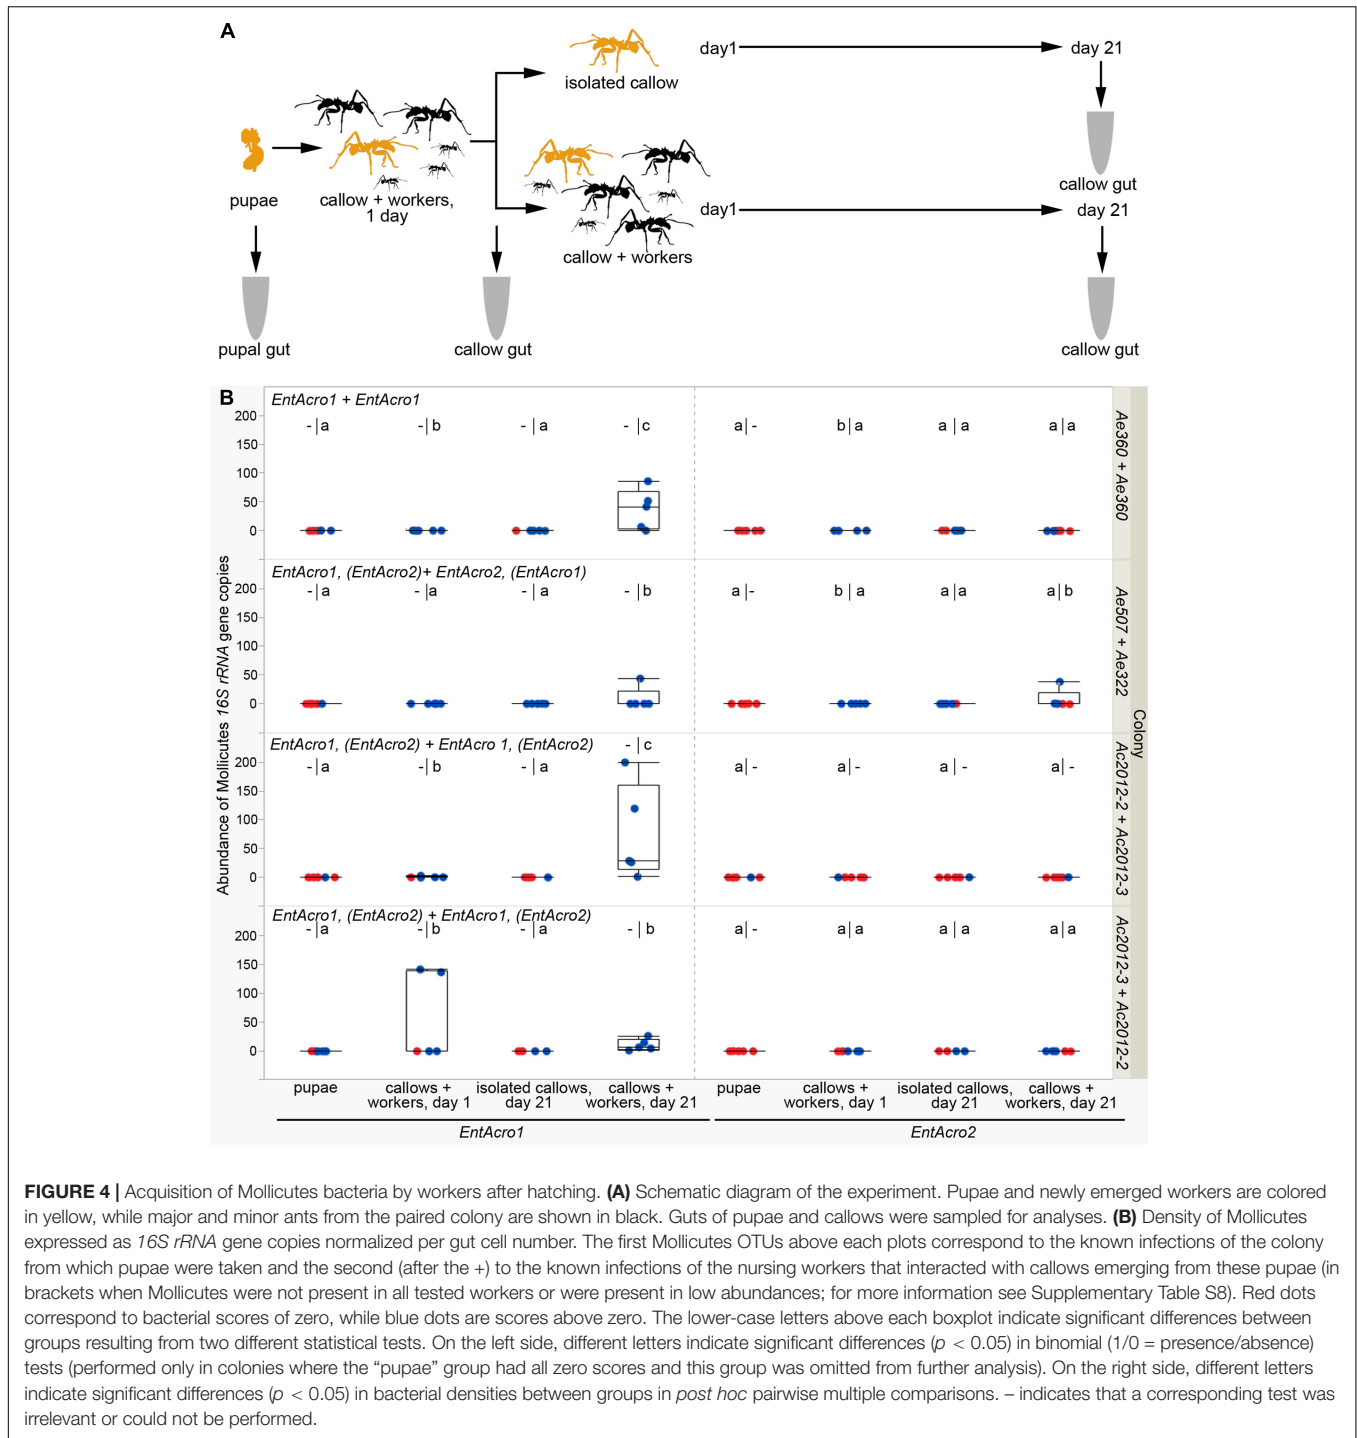 A
isolated callow
day1
day 21
callow gut
pupae
callow + workers,
1 day
callow + workers
day1
day 21
pupal gut
callow gut
callow gut
B
Abundance of Mollicutes 16S rRNA gene copies
Colony
EntAcro1 + EntAcro1
Ae360 + Ae360
200
150
100
50
0
-|a -|b -|a -|c a|- b|a a|a a|a
EntAcro1, (EntAcro2)+ EntAcro2, (EntAcro1)
Ae507 + Ae322
200
150
100
50
0
-|a -|a -|a -|b a|- b|a a|a a|b
EntAcro1, (EntAcro2) + EntAcro 1, (EntAcro2)
Ac2012-2 + Ac2012-3
200
150
100
50
0
-|a -|b -|a -|c a|- a|- a|- a|-
EntAcro1, (EntAcro2) + EntAcro1, (EntAcro2)
Ac2012-3 + Ac2012-2
200
150
100
50
0
-|a -|b -|a -|b a|- a|a a|a a|a
pupae
callows +
workers, day 1
isolated callows,
day 21
callows +
workers, day 21
pupae
callows +
workers, day 1
isolated callows,
day 21
callows +
workers, day 21
EntAcro1
EntAcro2
FIGURE 4 | Acquisition of Mollicutes bacteria by workers after hatching. (A) Schematic diagram of the experiment. Pupae and newly emerged workers are colored
in yellow, while major and minor ants from the paired colony are shown in black. Guts of pupae and callows were sampled for analyses. (B) Density of Mollicutes
expressed as 16S rRNA gene copies normalized per gut cell number. The first Mollicutes OTUs above each plots correspond to the known infections of the colony
from which pupae were taken and the second (after the +) to the known infections of the nursing workers that interacted with callows emerging from these pupae (in
brackets when Mollicutes were not present in all tested workers or were present in low abundances; for more information see Supplementary Table S8). Red dots
correspond to bacterial scores of zero, while blue dots are scores above zero. The lower-case letters above each boxplot indicate significant differences between
groups resulting from two different statistical tests. On the left side, different letters indicate significant differences (p < 0.05) in binomial (1/0 = presence/absence)
tests (performed only in colonies where the “pupae” group had all zero scores and this group was omitted from further analysis). On the right side, different letters
indicate significant differences (p < 0.05) in bacterial densities between groups in post hoc pairwise multiple comparisons. – indicates that a corresponding test was
irrelevant or could not be performed.